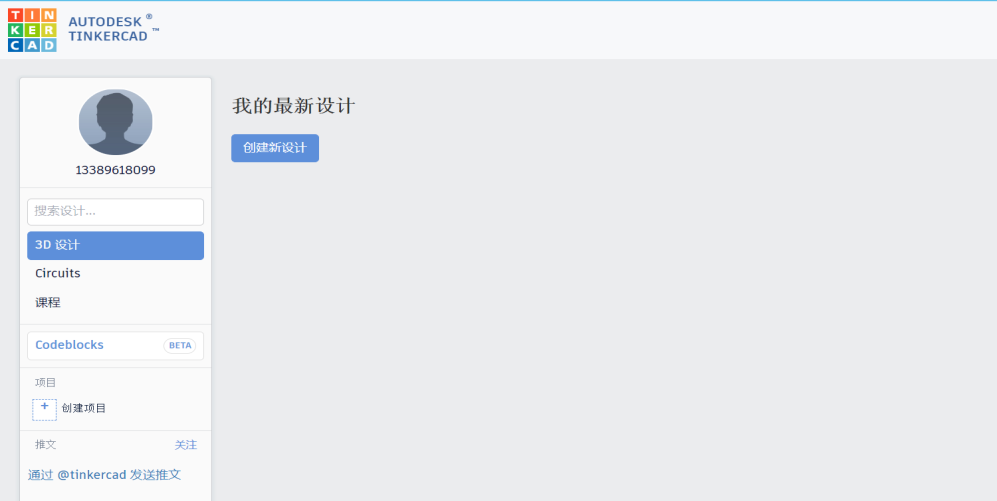 TIN
KER
CAD
AUTODESK ®
TINKERCAD ™
13389618099
搜索设计...
3D 设计
Circuits
课程
Codeblocks BETA
项目
+ 创建项目
推文 关注
通过 @tinkercad 发送推文
我的最新设计
创建新设计